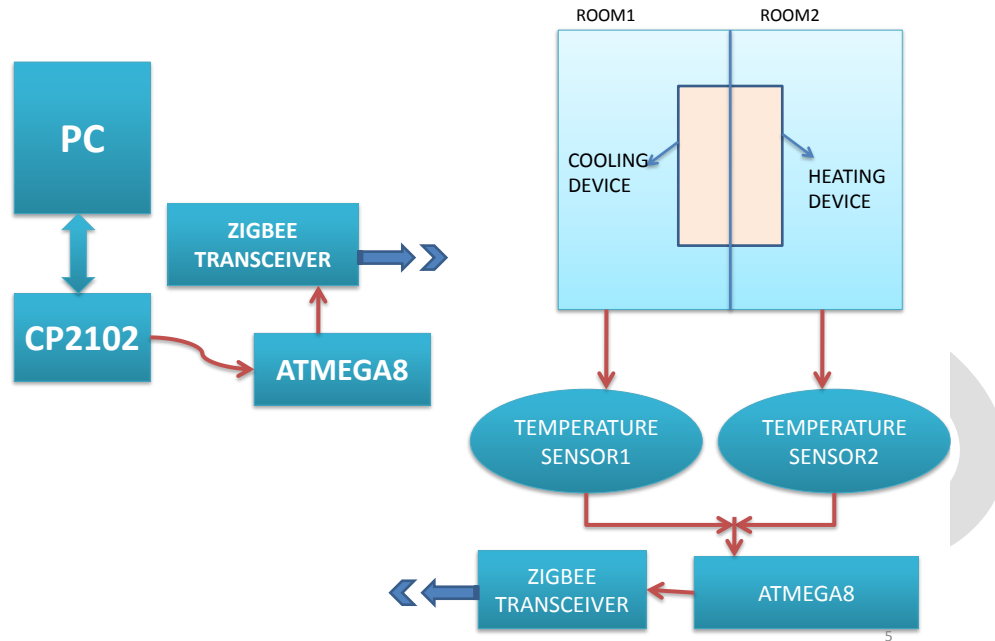 ROOM1
ROOM2
PC
COOLING
DEVICE
HEATING
DEVICE
ZIGBEE
TRANSCEIVER
CP2102
ATMEGA8
TEMPERATURE
SENSOR1
TEMPERATURE
SENSOR2
ZIGBEE
TRANSCEIVER
ATMEGA8
5